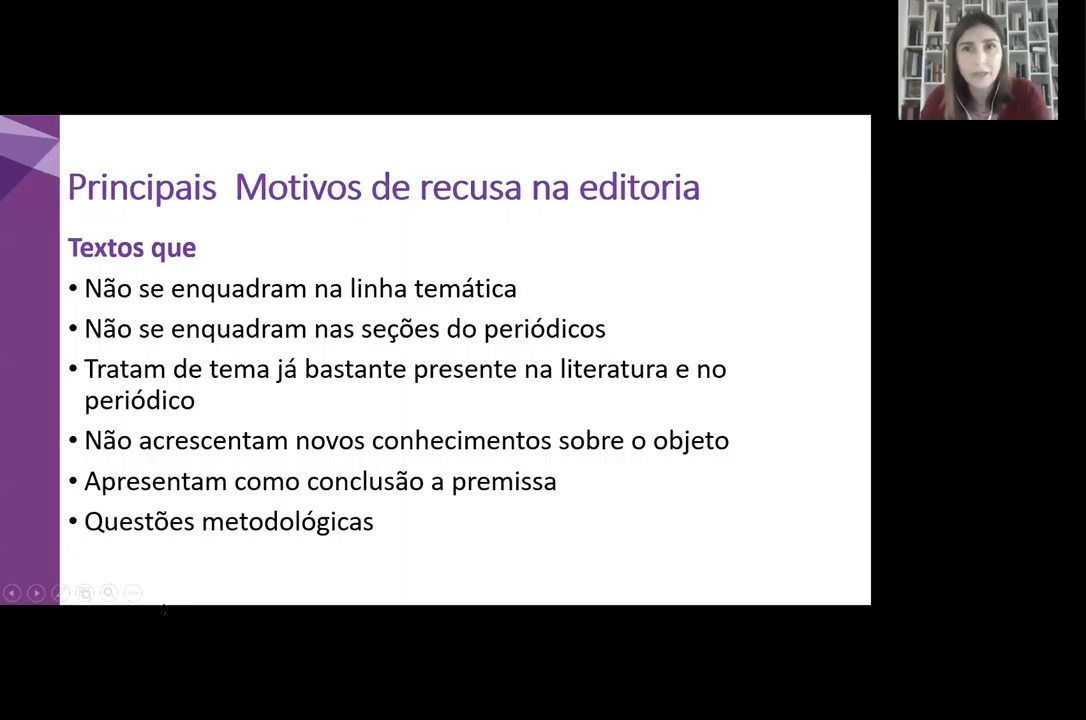 Principais  Motivos de recusa na editoria
Textos que
• Não se enquadram na linha temática
• Não se enquadram nas seções do periódicos
• Tratam de tema já bastante presente na literatura e no
periódico
• Não acrescentam novos conhecimentos sobre o objeto
• Apresentam como conclusão a premissa
• Questões metodológicas